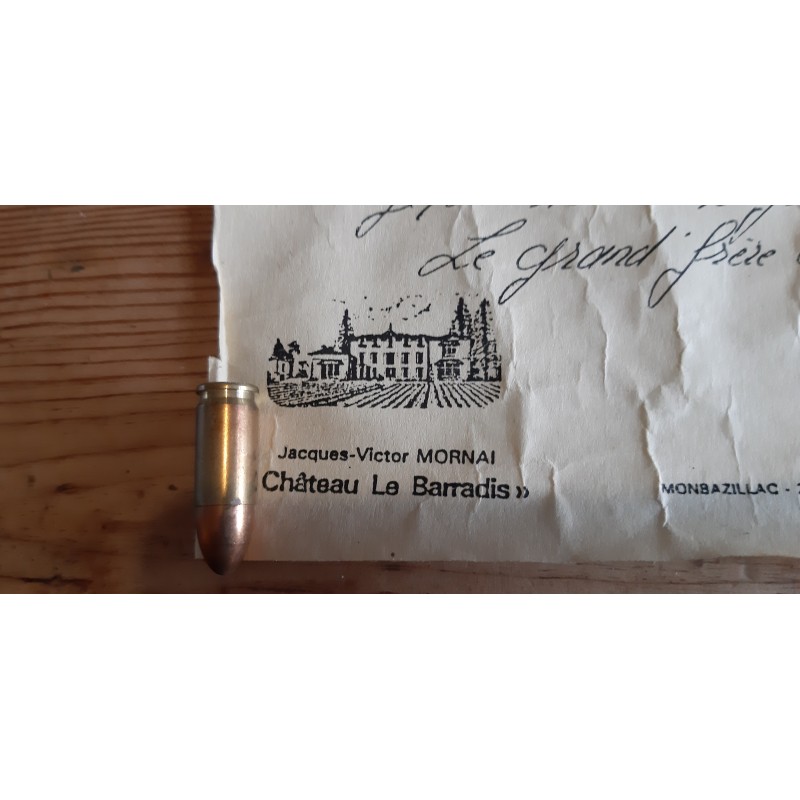 Le grand frère
Jacques-Victor MORNAI
Château Le Barradis »
MONBAZILLAC -